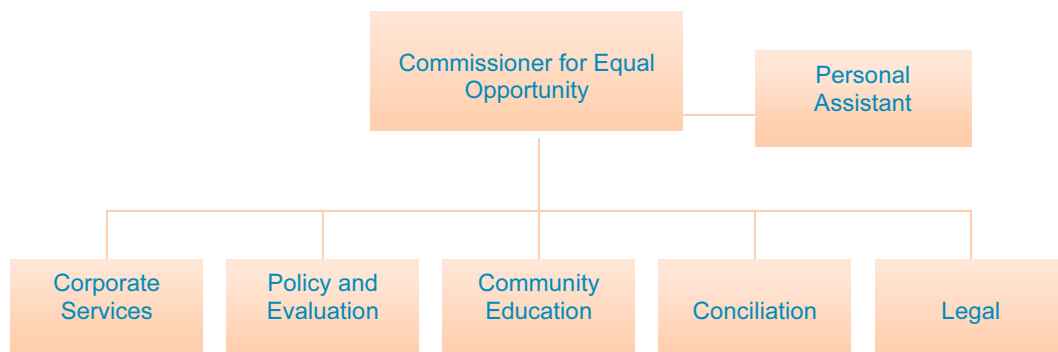 Commissioner for Equal
Opportunity
Personal
Assistant
Corporate
Services
Policy and
Evaluation
Community
Education
Conciliation
Legal